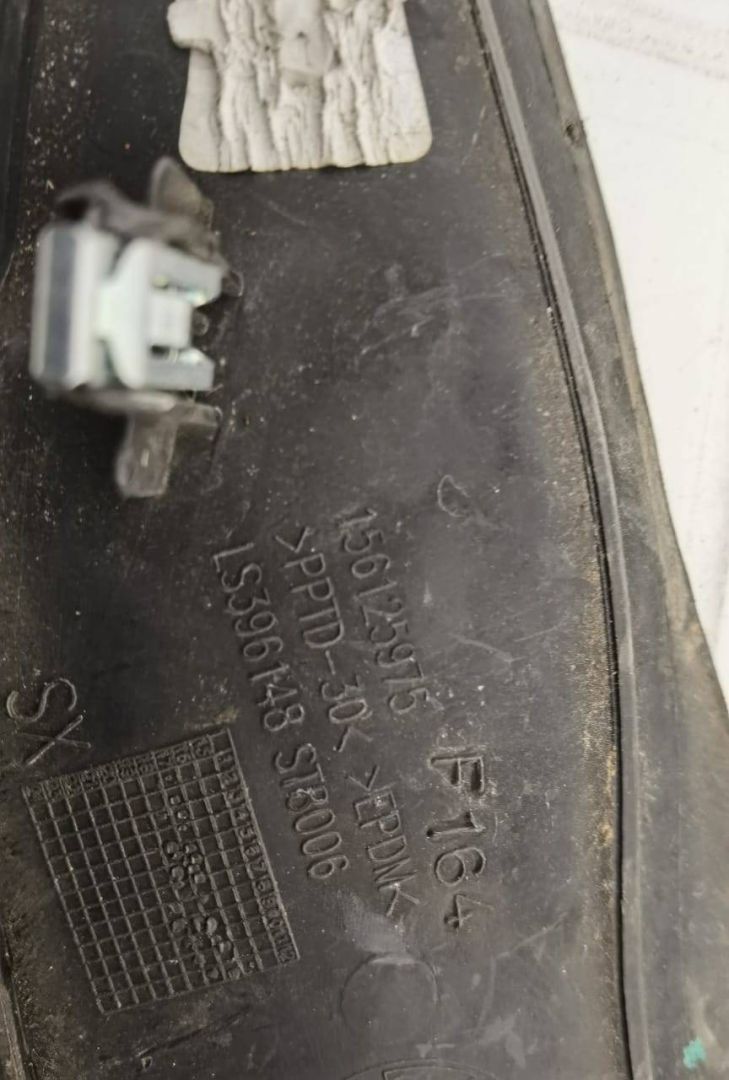 156125975
>PPTD-30< >EPDM<
LS396148 ST8006
F164
SX